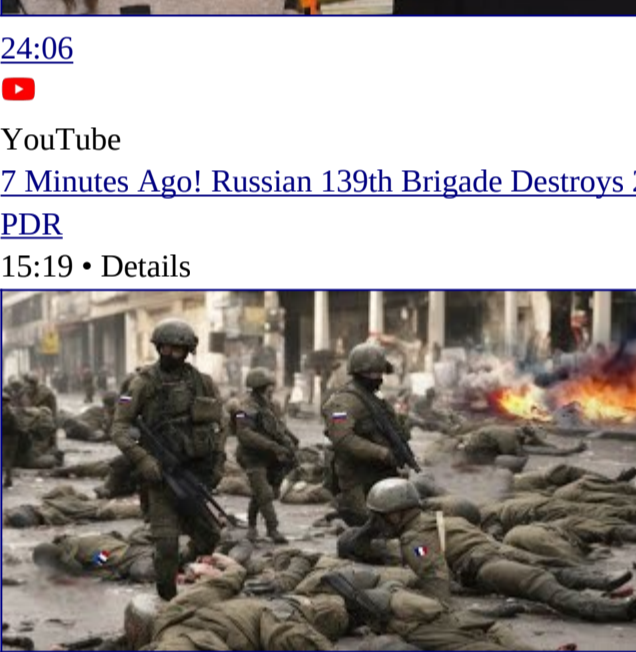 24:06
YouTube
7 Minutes Ago! Russian 139th Brigade Destroys
PDR
15:19 • Details